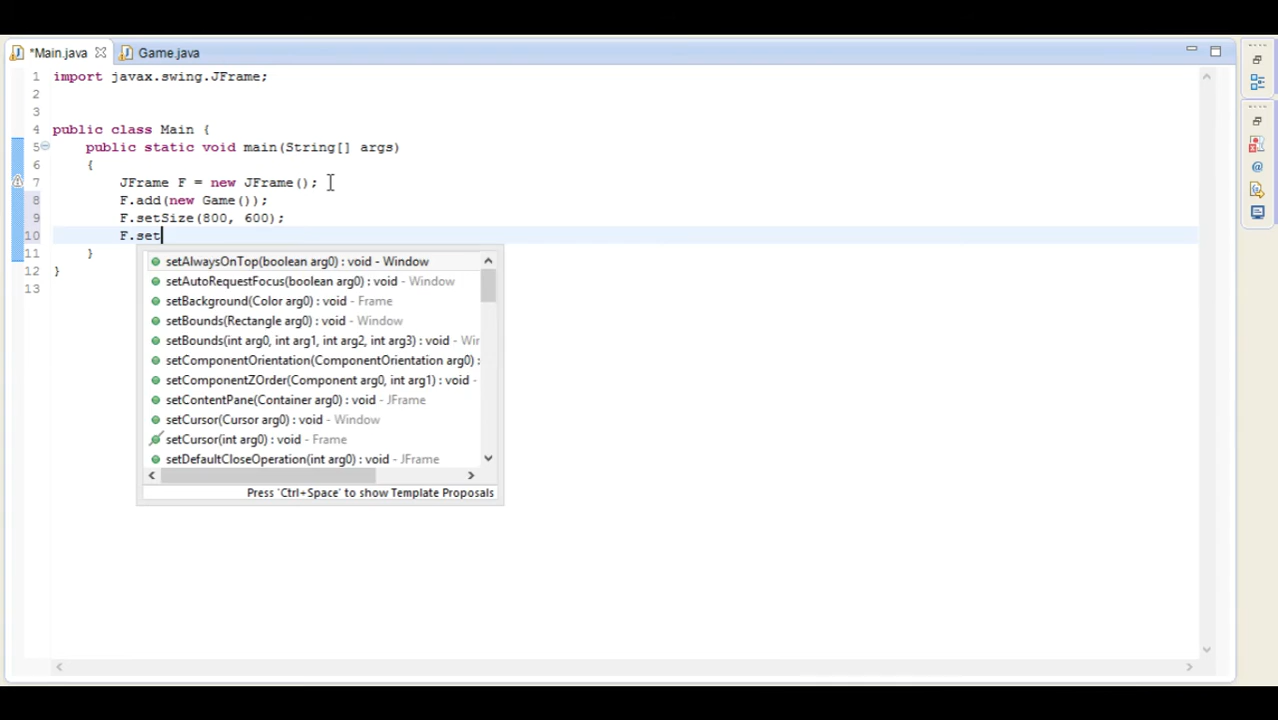 *Main.java
Game.java
1 import javax.swing.JFrame;
2
3
4 public class Main {
5 public static void main(String[] args)
6 {
7 JFrame F = new JFrame();
8 F.add(new Game());
9 F.setSize(800, 600);
10 F.set
11 }
12 }
13
setAlwaysOnTop(boolean arg0) : void - Window
setAutoRequestFocus(boolean arg0) : void - Window
setBackground(Color arg0) : void - Frame
setBounds(Rectangle arg0) : void - Window
setBounds(int arg0, int arg1, int arg2, int arg3) : void - Wir
setComponentOrientation(ComponentOrientation arg0) :
setComponentZOrder(Component arg0, int arg1) : void -
setContentPane(Container arg0) : void - JFrame
setCursor(Cursor arg0) : void - Window
setCursor(int arg0) : void - Frame
setDefaultCloseOperation(int arg0) : void - JFrame
Press 'Ctrl+Space' to show Template Proposals